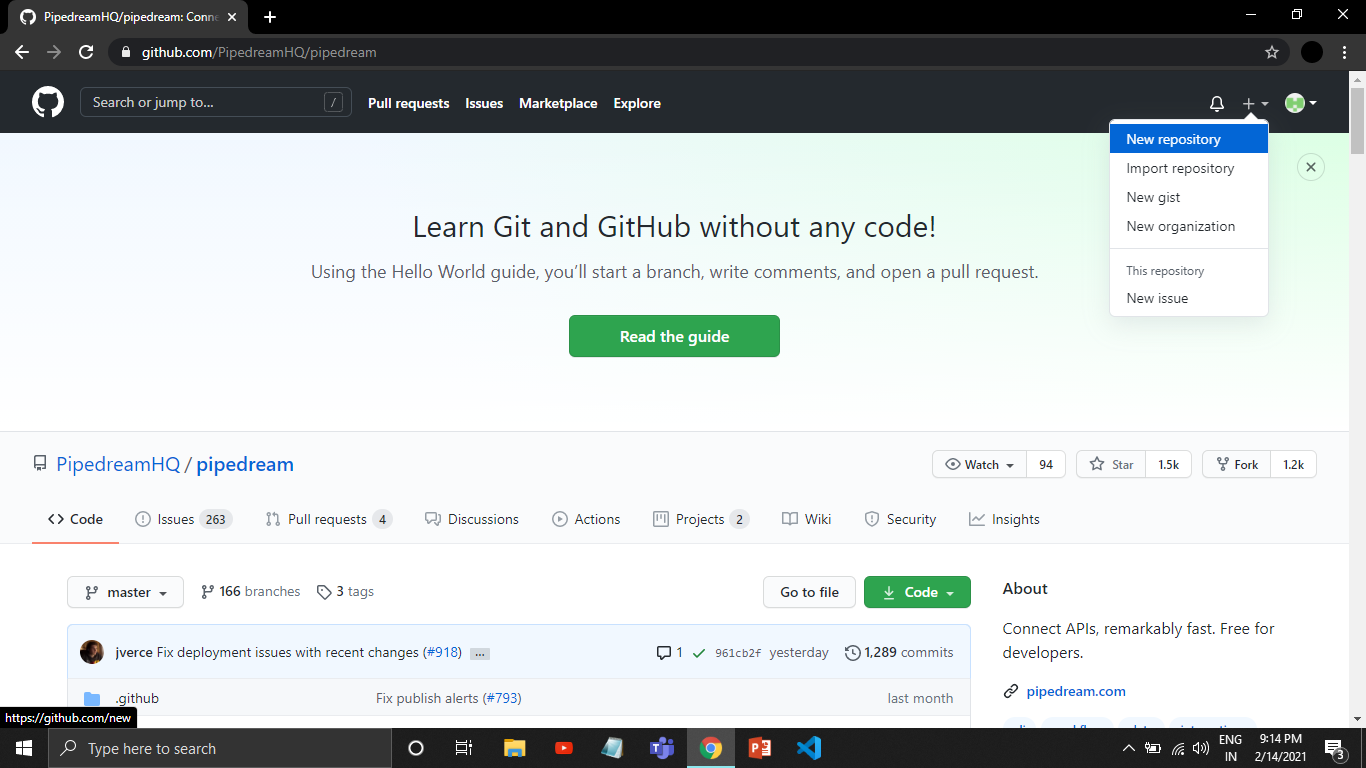 PipedreamHQ/pipedream: Conne
github.com/PipedreamHQ/pipedream
Search or jump to... / Pull requests Issues Marketplace Explore
New repository
Import repository
New gist
New organization
This repository
New issue
Learn Git and GitHub without any code!
Using the Hello World guide, you’ll start a branch, write comments, and open a pull request.
Read the guide
PipedreamHQ / pipedream
Watch 94 Star 1.5k Fork 1.2k
Code Issues 263 Pull requests 4 Discussions Actions Projects 2 Wiki Security Insights
master 166 branches 3 tags Go to file Code
About
Connect APIs, remarkably fast. Free for
developers.
jverce Fix deployment issues with recent changes (#918) ... 1 961cb2f yesterday 1,289 commits
pipedream.com
.github Fix publish alerts (#793) last month
https://github.com/new
Type here to search
ENG
IN
9:14 PM
2/14/2021
3